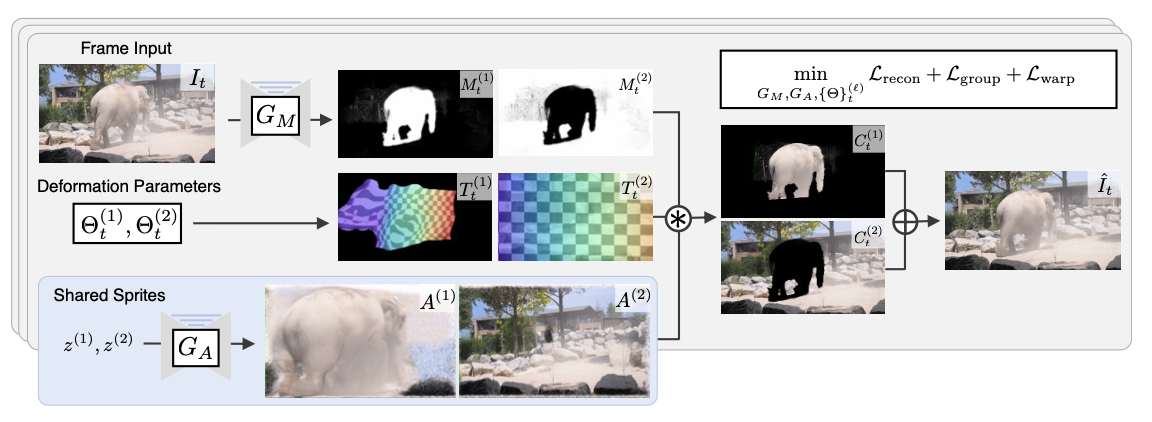 Frame Input
I_t
G_M
M_t^{(1)}
M_t^{(2)}
min_{G_M, G_A, {Θ}_t^{(ℓ)}} L_recon + L_group + L_warp
Deformation Parameters
Θ_t^{(1)}, Θ_t^{(2)}
T_t^{(1)}
T_t^{(2)}
C_t^{(1)}
C_t^{(2)}
Î_t
Shared Sprites
z^{(1)}, z^{(2)}
G_A
A^{(1)}
A^{(2)}